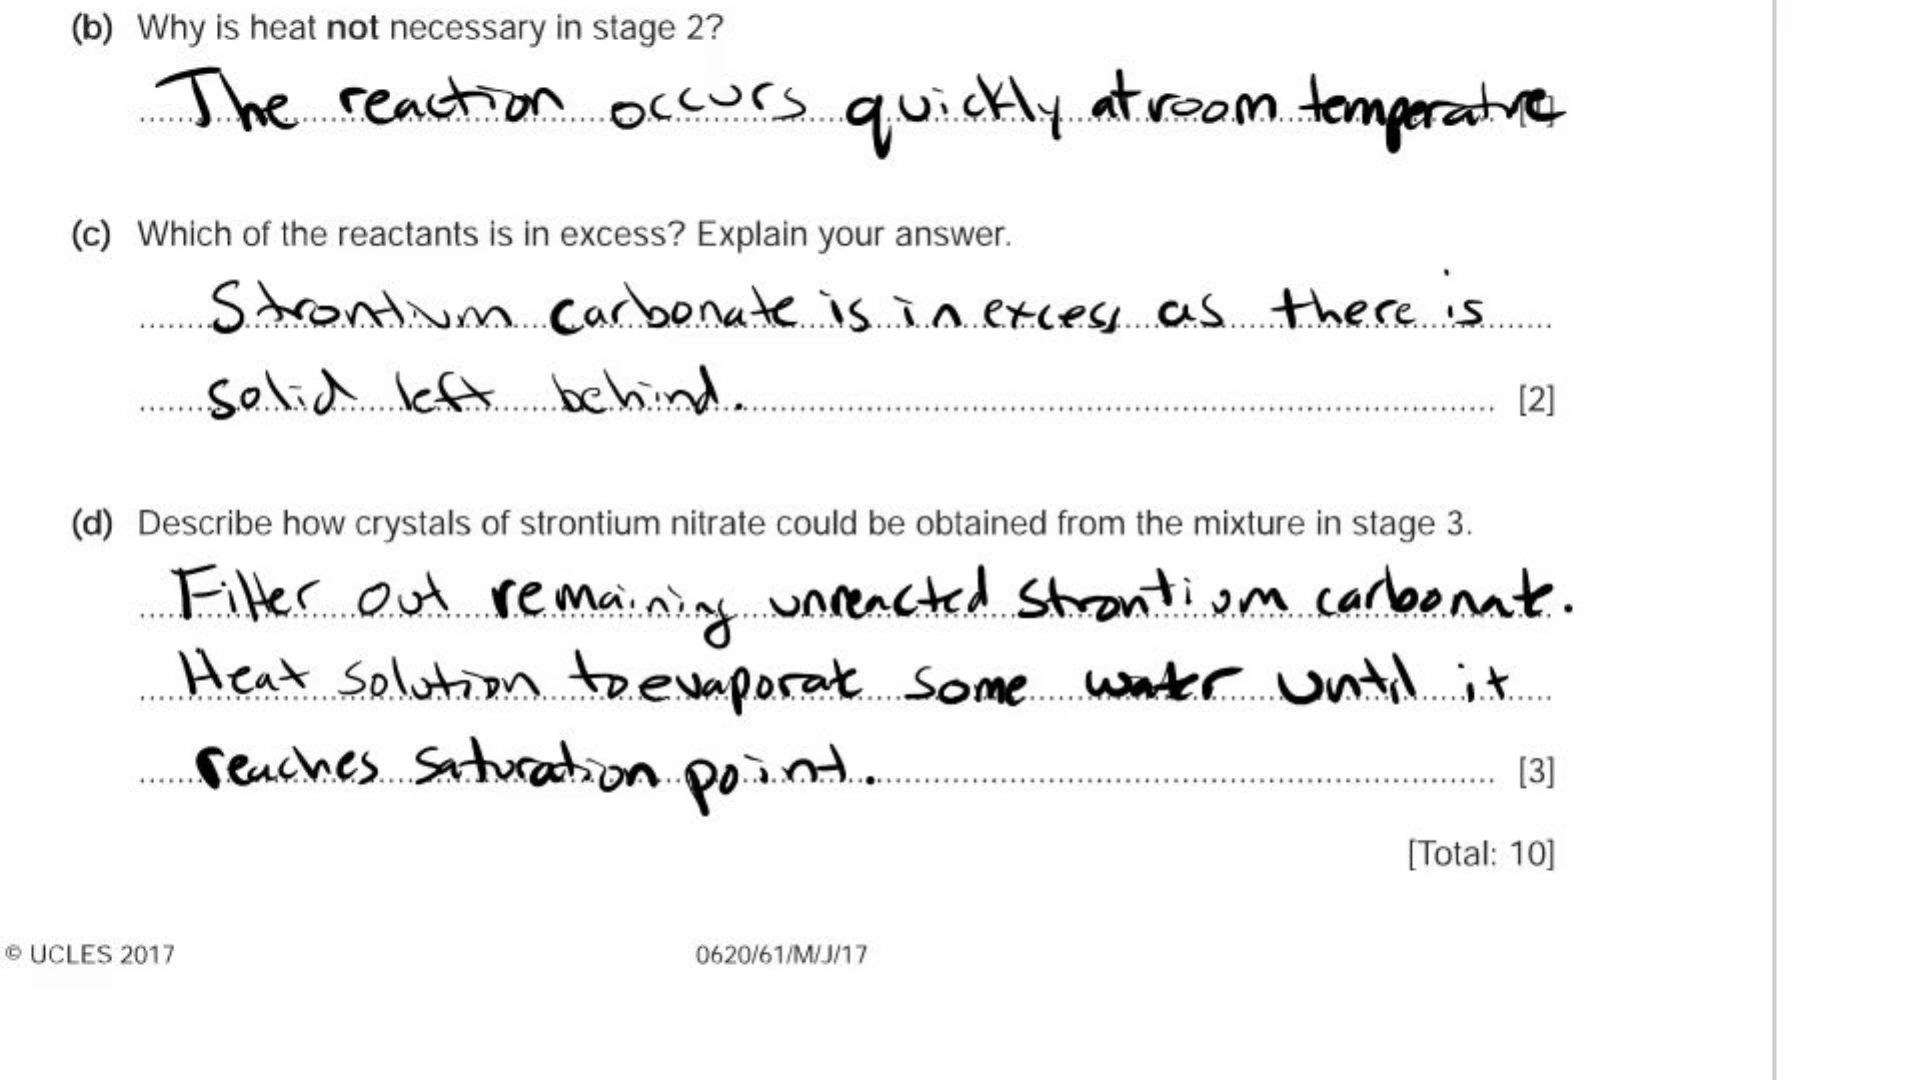 (b) Why is heat not necessary in stage 2?
The reaction occurs quickly at room temperature
(c) Which of the reactants is in excess? Explain your answer.
Strontium carbonate is in excess as there is
solid left behind. [2]
(d) Describe how crystals of strontium nitrate could be obtained from the mixture in stage 3.
Filter out remaining unreacted strontium carbonate.
Heat solution to evaporate some water until it
reaches saturation point. [3]
[Total: 10]
© UCLES 2017 0620/61/M/J/17